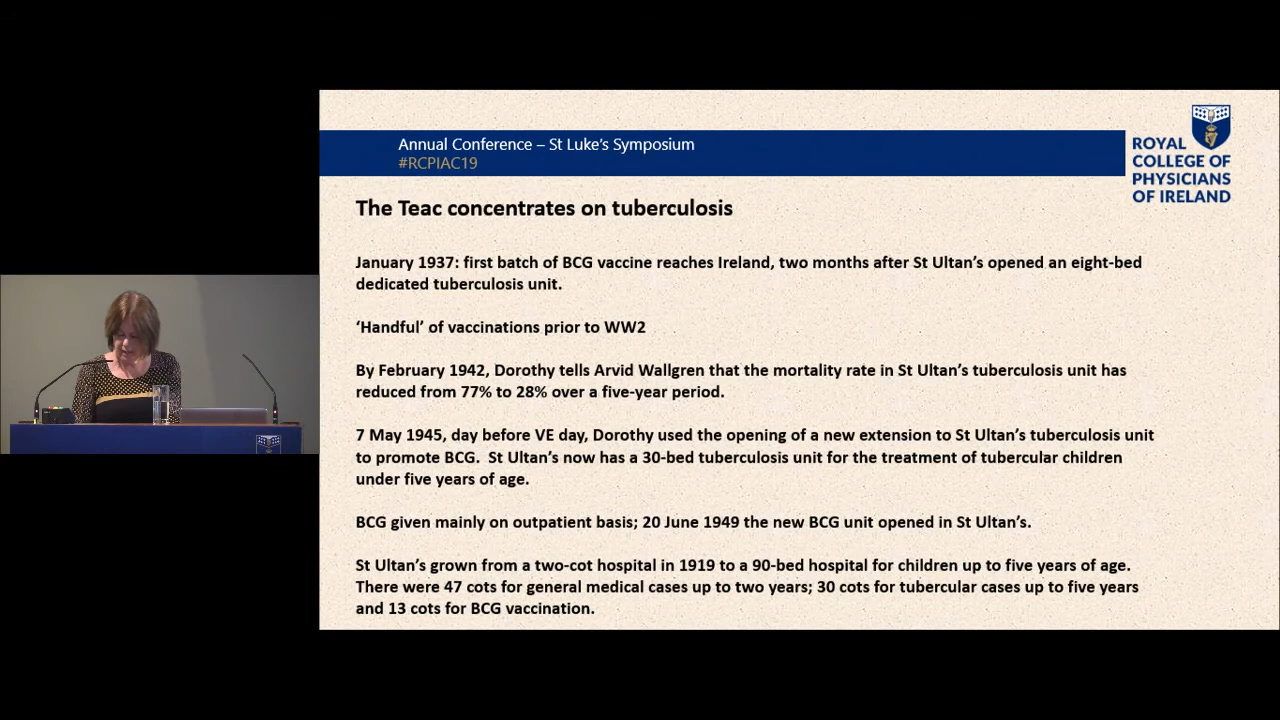 Annual Conference – St Luke's Symposium
#RCPIAC19
ROYAL
COLLEGE OF
PHYSICIANS
OF IRELAND
The Teac concentrates on tuberculosis
January 1937: first batch of BCG vaccine reaches Ireland, two months after St Ultan's opened an eight-bed
dedicated tuberculosis unit.
'Handful' of vaccinations prior to WW2
By February 1942, Dorothy tells Arvid Wallgren that the mortality rate in St Ultan's tuberculosis unit has
reduced from 77% to 28% over a five-year period.
7 May 1945, day before VE day, Dorothy used the opening of a new extension to St Ultan's tuberculosis unit
to promote BCG.  St Ultan's now has a 30-bed tuberculosis unit for the treatment of tubercular children
under five years of age.
BCG given mainly on outpatient basis; 20 June 1949 the new BCG unit opened in St Ultan's.
St Ultan's grown from a two-cot hospital in 1919 to a 90-bed hospital for children up to five years of age.
There were 47 cots for general medical cases up to two years; 30 cots for tubercular cases up to five years
and 13 cots for BCG vaccination.